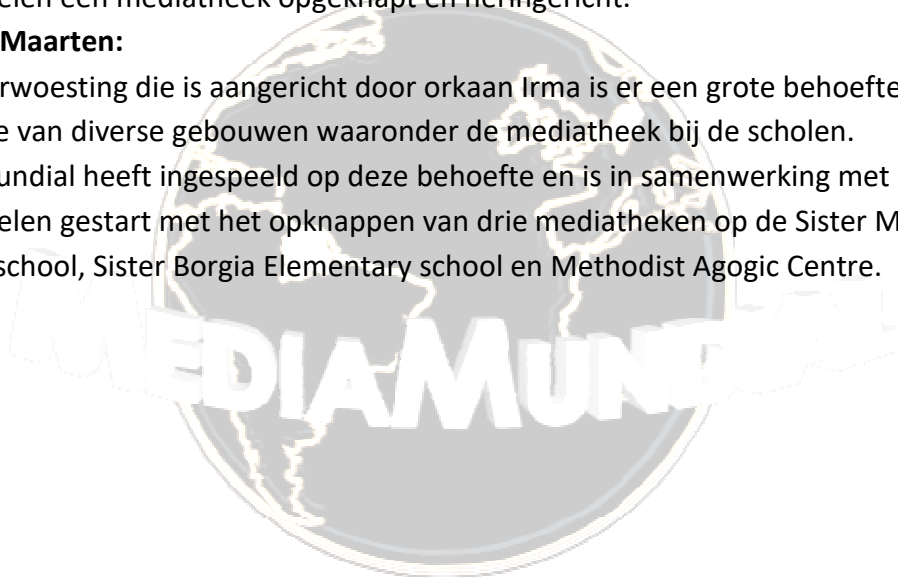 elen een mediatheek opgeknapt en heringericht.
Maarten:
rwoesting die is aangericht door orkaan Irma is er een grote behoefte
e van diverse gebouwen waaronder de mediatheek bij de scholen.
undial heeft ingespeeld op deze behoefte en is in samenwerking met
elen gestart met het opknappen van drie mediatheken op de Sister M
school, Sister Borgia Elementary school en Methodist Agogic Centre.
MEDIAMUNDIAL